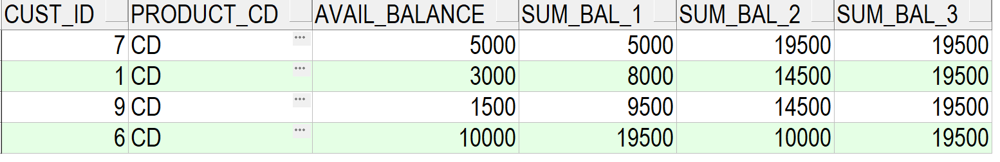 CUST_ID PRODUCT_CD AVAIL_BALANCE SUM_BAL_1 SUM_BAL_2 SUM_BAL_3
7 CD ... 5000 5000 19500 19500
1 CD ... 3000 8000 14500 19500
9 CD ... 1500 9500 14500 19500
6 CD ... 10000 19500 10000 19500